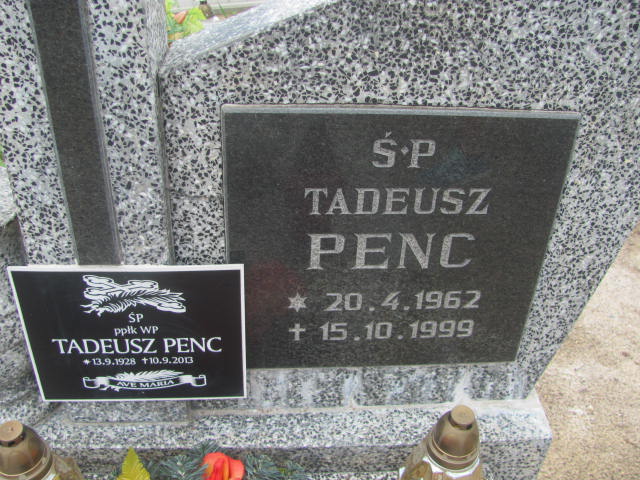 Ś·P
TADEUSZ
PENC
* 20.4.1962
✝ 15.10.1999
ŚP
ppłk WP
TADEUSZ PENC
*13.9.1928 ✝10.9.2013
AVE MARIA